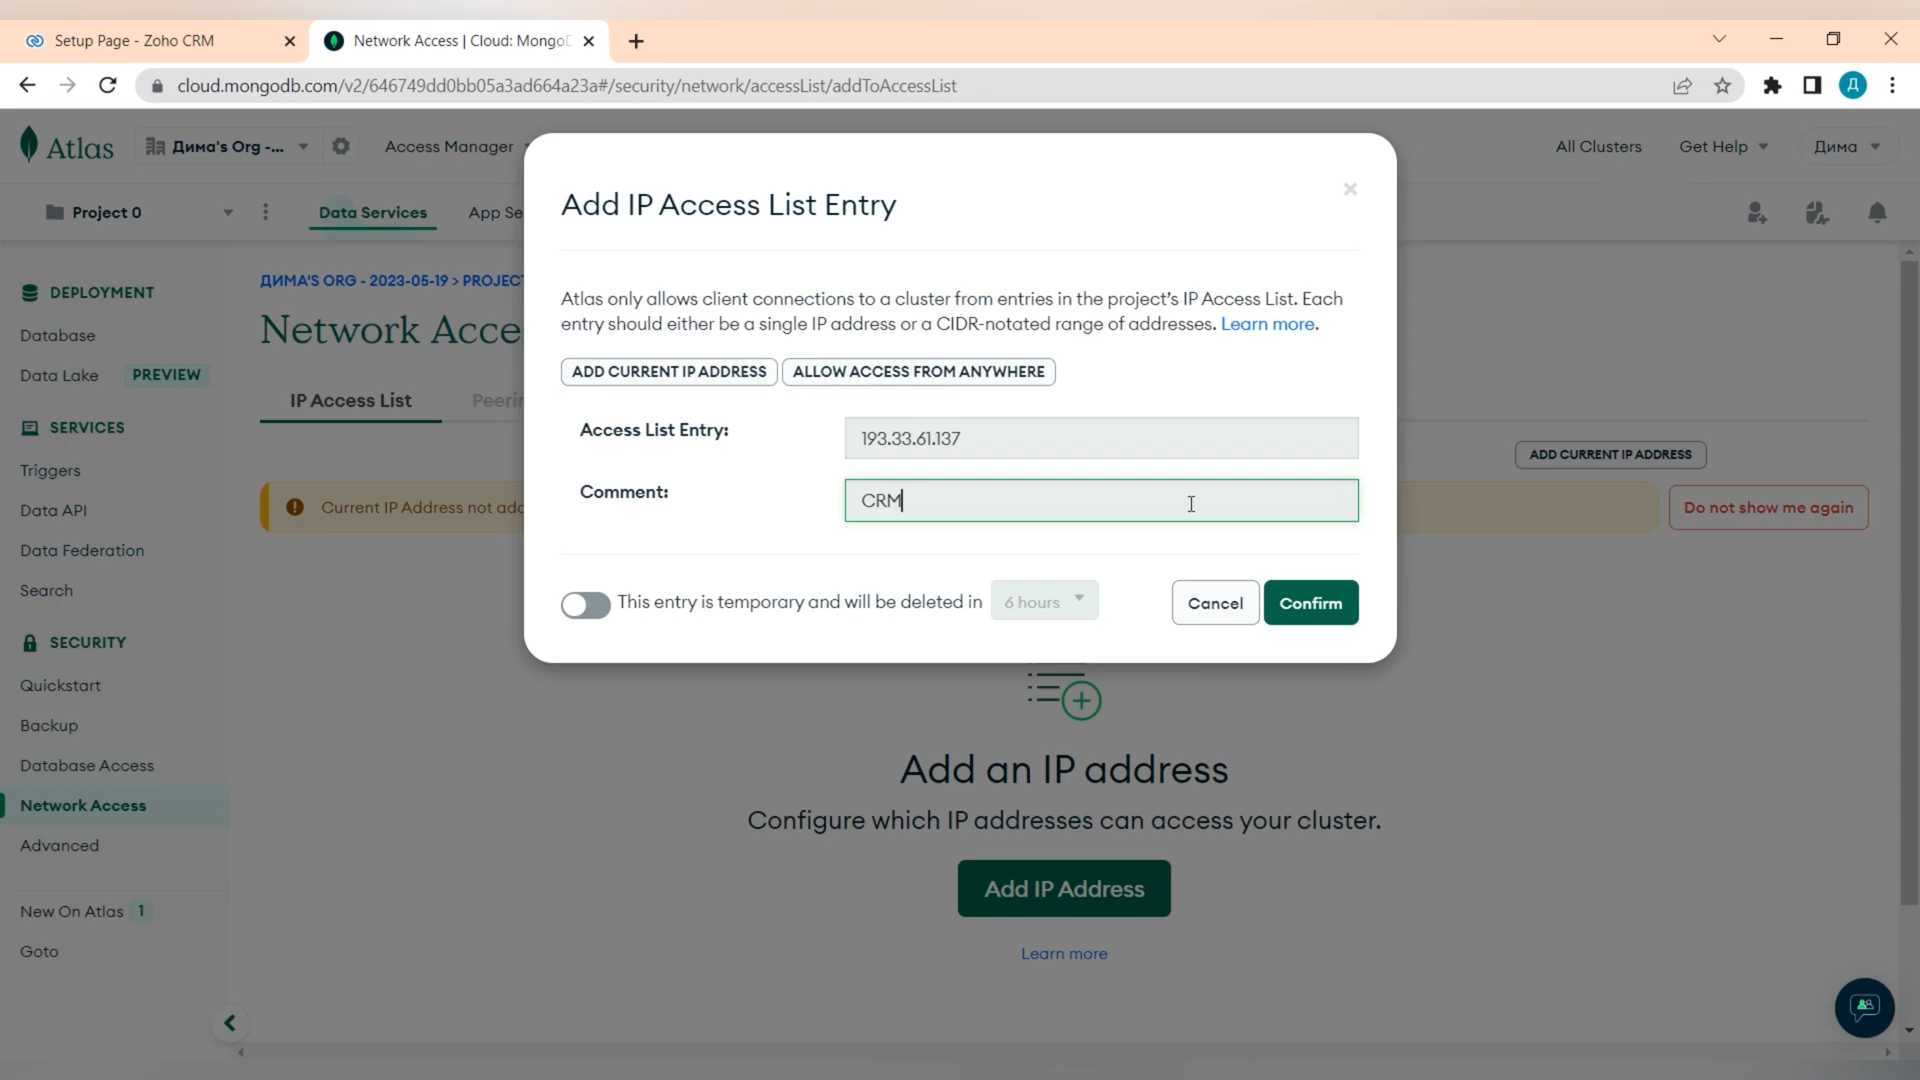 Setup Page - Zoho CRM
Network Access | Cloud: Mongo
cloud.mongodb.com/v2/646749dd0bb05a3ad664a23a#/security/network/accessList/addToAccessList
Д
Atlas
Дима's Org -...
Access Manager
All Clusters
Get Help
Дима
Project 0
Data Services
App Se
DEPLOYMENT
Database
Data Lake
PREVIEW
SERVICES
Triggers
Data API
Data Federation
Search
SECURITY
Quickstart
Backup
Database Access
Network Access
Advanced
New On Atlas 1
Goto
ДИМА'S ORG - 2023-05-19 > PROJECT
Network Acce
IP Access List
Peerin
ADD CURRENT IP ADDRESS
Current IP Address not add
Do not show me again
Add IP Access List Entry
Atlas only allows client connections to a cluster from entries in the project's IP Access List. Each
entry should either be a single IP address or a CIDR-notated range of addresses. Learn more.
ADD CURRENT IP ADDRESS
ALLOW ACCESS FROM ANYWHERE
Access List Entry:
193.33.61.137
Comment:
CRM
This entry is temporary and will be deleted in
6 hours
Cancel
Confirm
Add an IP address
Configure which IP addresses can access your cluster.
Add IP Address
Learn more